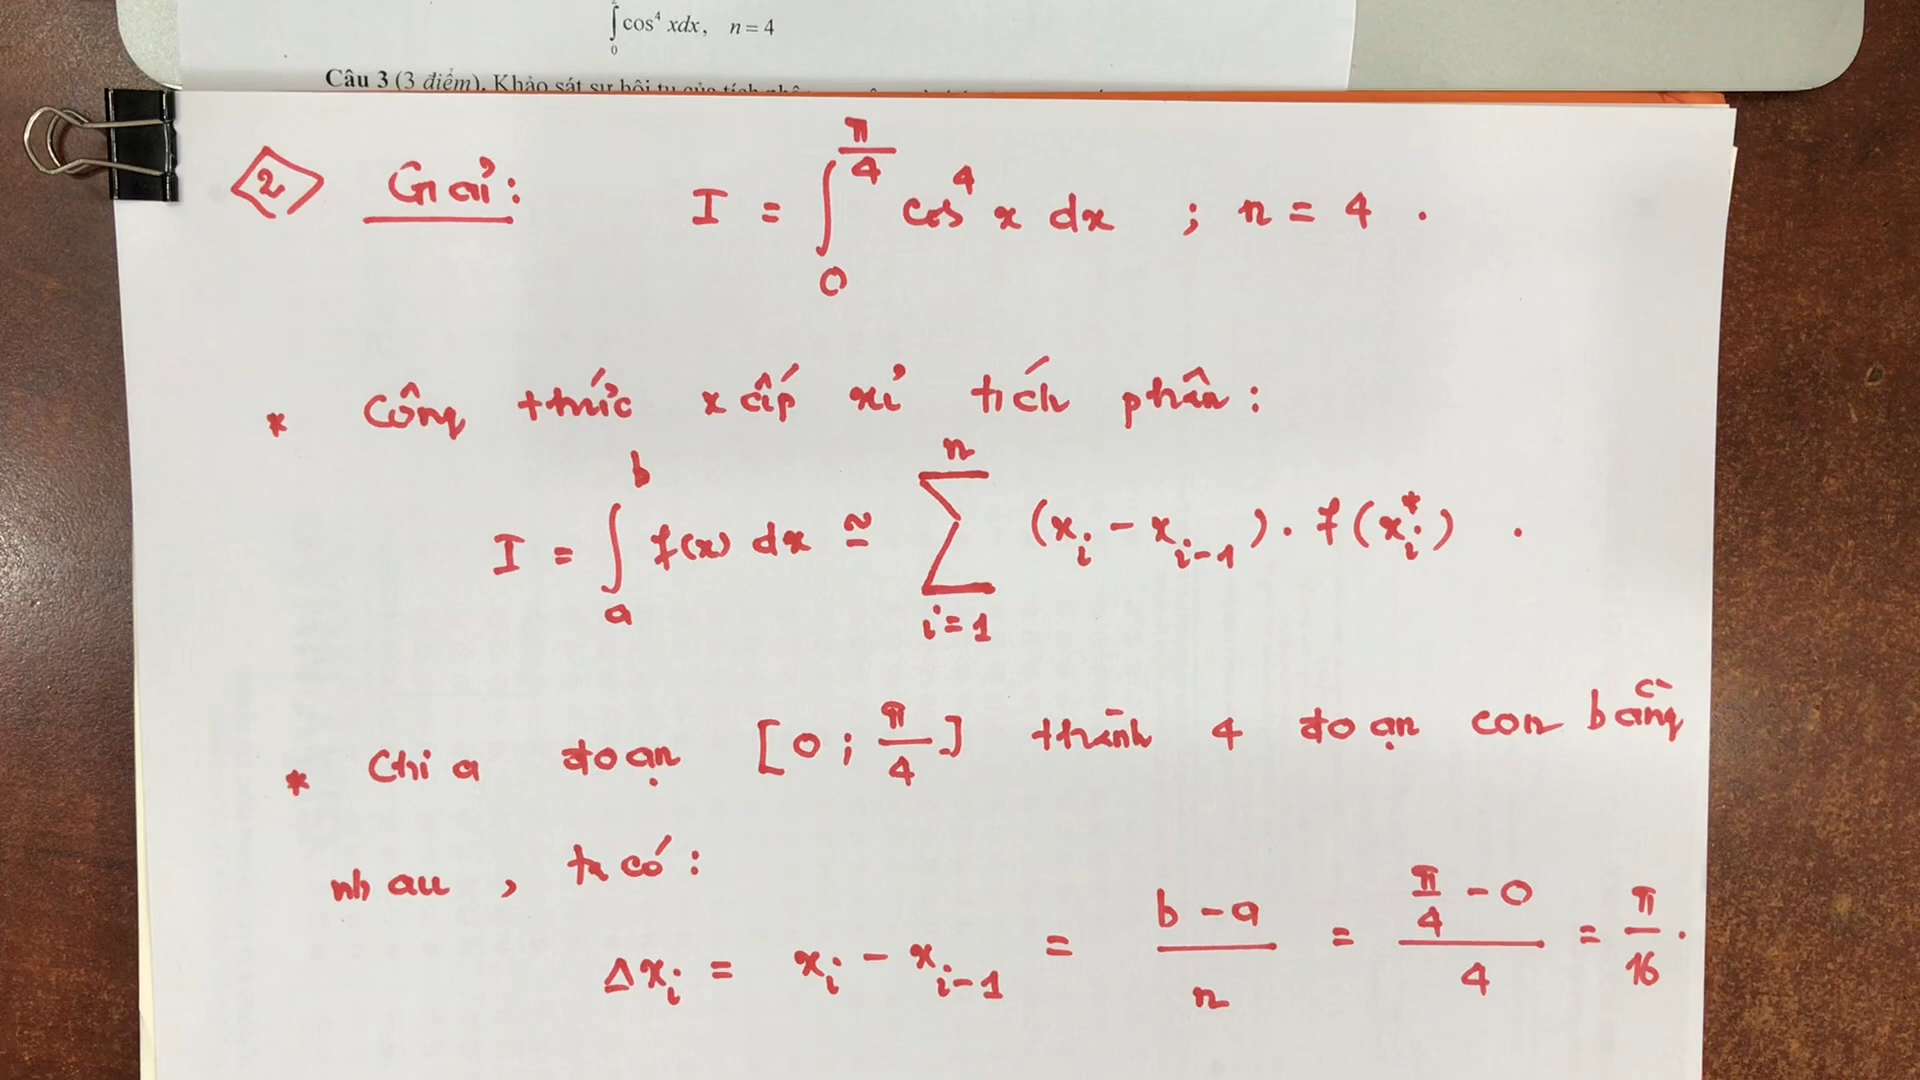 ∫₀ cos⁴ xdx, n = 4
Câu 3 (3 điểm). Khảo sát sự hội tụ của tích
2 Giải: I = ∫₀^(π/4) cos⁴ x dx ; n = 4 .
* Công thức xấp xỉ tích phân:
I = ∫ₐᵇ f(x) dx ≅ ∑ᵢ₌₁ⁿ (xᵢ − xᵢ₋₁) . f(xᵢ*) .
* Chia đoạn [0 ; π/4] thành 4 đoạn con bằng
nhau , ta có:
Δxᵢ = xᵢ − xᵢ₋₁ = (b − a)/n = (π/4 − 0)/4 = π/16 .